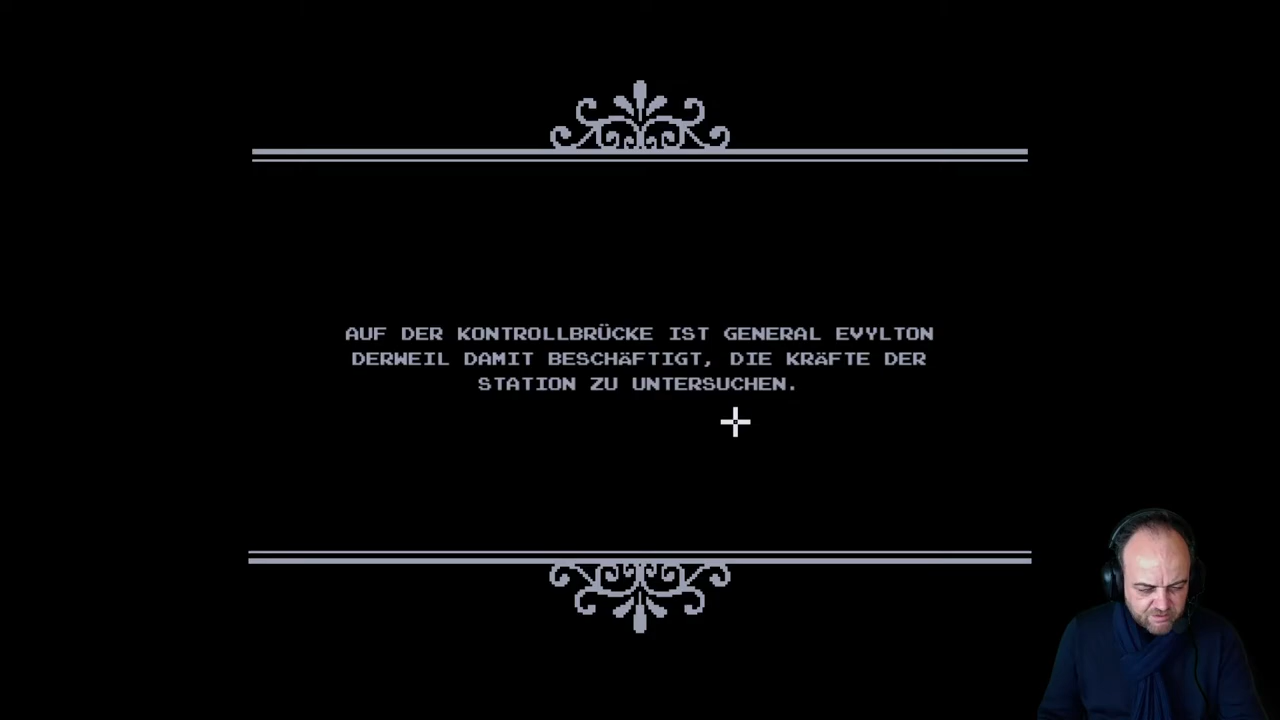 AUF DER KONTROLLBRÜCKE IST GENERAL EVYLTON
DERWEIL DAMIT BESCHÄFTIGT, DIE KRÄFTE DER
STATION ZU UNTERSUCHEN.